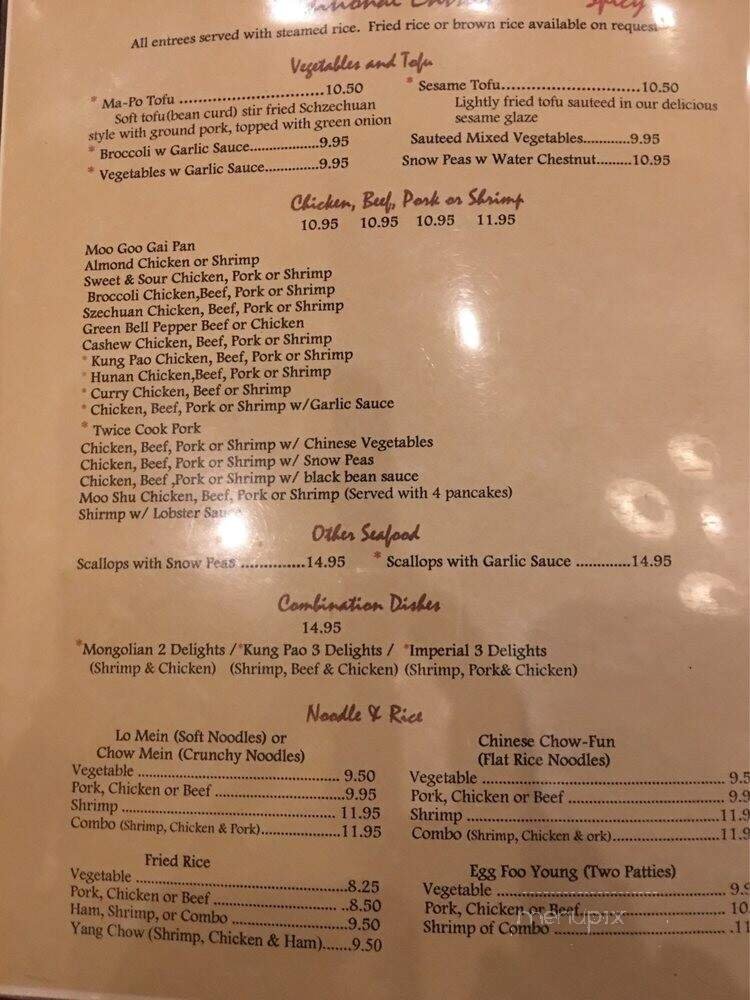 Spicy
All entrees served with steamed rice. Fried rice or brown rice available on request
Vegetables and Tofu
* Ma-Po Tofu ..............................10.50
Soft tofu(bean curd) stir fried Schzechuan
style with ground pork, topped with green onion
* Broccoli w Garlic Sauce..................9.95
* Vegetables w Garlic Sauce..............9.95
* Sesame Tofu..............................10.50
Lightly fried tofu sauteed in our delicious
sesame glaze
Sauteed Mixed Vegetables............9.95
Snow Peas w Water Chestnut.........10.95
Chicken, Beef, Pork or Shrimp
10.95 10.95 10.95 11.95
Moo Goo Gai Pan
Almond Chicken or Shrimp
Sweet & Sour Chicken, Pork or Shrimp
Broccoli Chicken,Beef, Pork or Shrimp
Szechuan Chicken, Beef, Pork or Shrimp
Green Bell Pepper Beef or Chicken
Cashew Chicken, Beef, Pork or Shrimp
* Kung Pao Chicken, Beef, Pork or Shrimp
* Hunan Chicken,Beef, Pork or Shrimp
* Curry Chicken, Beef or Shrimp
* Chicken, Beef, Pork or Shrimp w/Garlic Sauce
* Twice Cook Pork
Chicken, Beef, Pork or Shrimp w/ Chinese Vegetables
Chicken, Beef, Pork or Shrimp w/ Snow Peas
Chicken, Beef ,Pork or Shrimp w/ black bean sauce
Moo Shu Chicken, Beef, Pork or Shrimp (Served with 4 pancakes)
Shirmp w/ Lobster Sauce
Other Seafood
Scallops with Snow Peas ..............14.95
* Scallops with Garlic Sauce ............14.95
Combination Dishes
14.95
*Mongolian 2 Delights / *Kung Pao 3 Delights / *Imperial 3 Delights
(Shrimp & Chicken) (Shrimp, Beef & Chicken) (Shrimp, Pork& Chicken)
Noodle & Rice
Lo Mein (Soft Noodles) or
Chow Mein (Crunchy Noodles)
Vegetable ........................................ 9.50
Pork, Chicken or Beef ..........................9.95
Shrimp .......................................... 11.95
Combo (Shrimp, Chicken & Pork)................11.95
Chinese Chow-Fun
(Flat Rice Noodles)
Vegetable ................................................ 9.5
Pork, Chicken or Beef ................................ 9.9
Shrimp ...................................................11.9
Combo (Shrimp, Chicken & ork).....................11.9
Fried Rice
Vegetable ..........................................8.25
Pork, Chicken or Beef ........................ ..8.50
Ham, Shrimp, or Combo .......................9.50
Yang Chow (Shrimp, Chicken & Ham).......9.50
Egg Foo Young (Two Patties)
Vegetable .................................... 9.9
Pork, Chicken or Beef............................ 10.
Shrimp of Combo ............................... .11
menupix